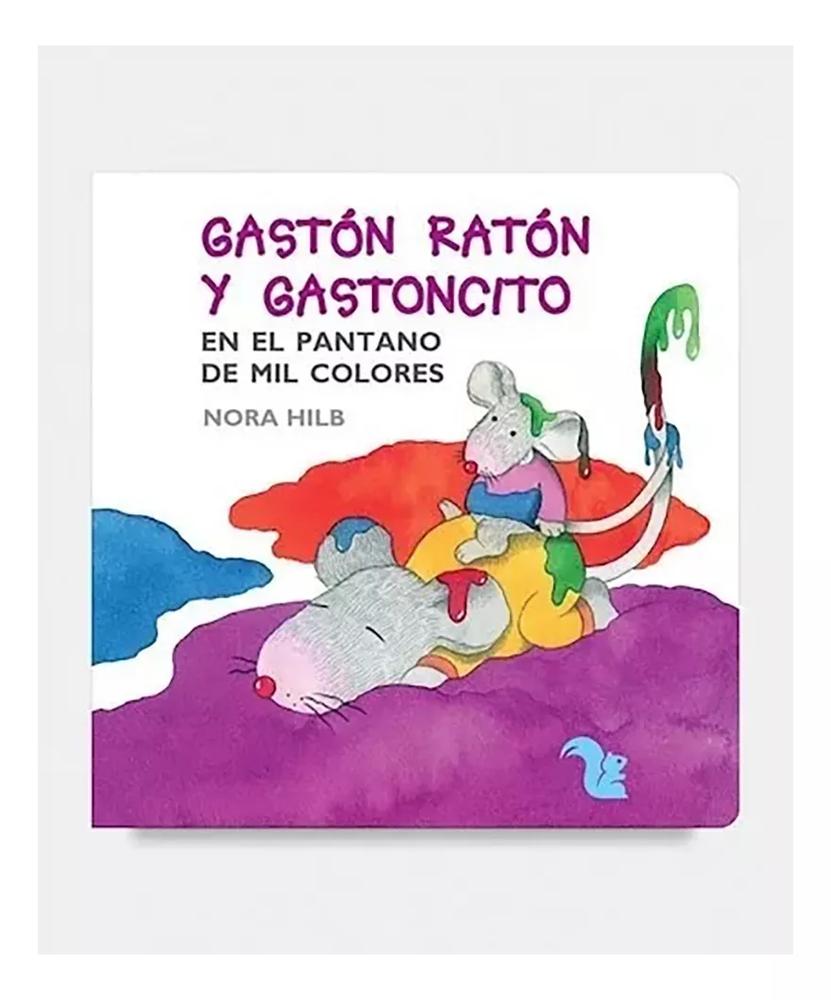 GASTÓN RATÓN
Y GASTONCITO
EN EL PANTANO
DE MIL COLORES
NORA HILB